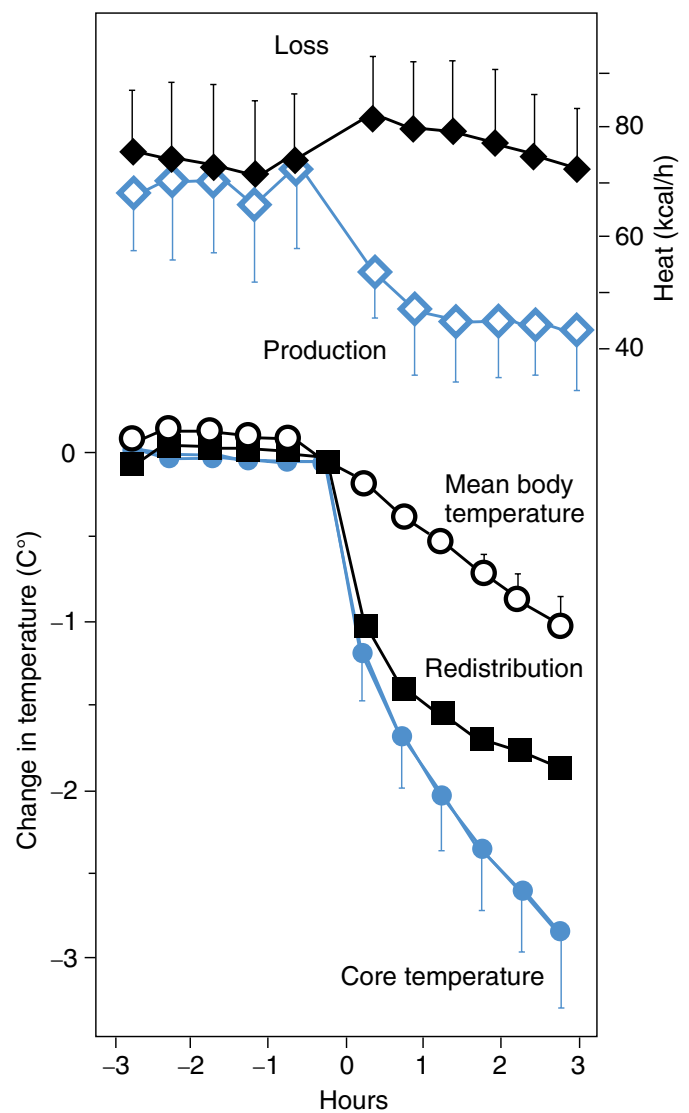 Loss
80
60
40
Heat (kcal/h)
Production
0
–1
–2
–3
Change in temperature (C°)
Mean body
temperature
Redistribution
Core temperature
–3 –2 –1 0 1 2 3
Hours